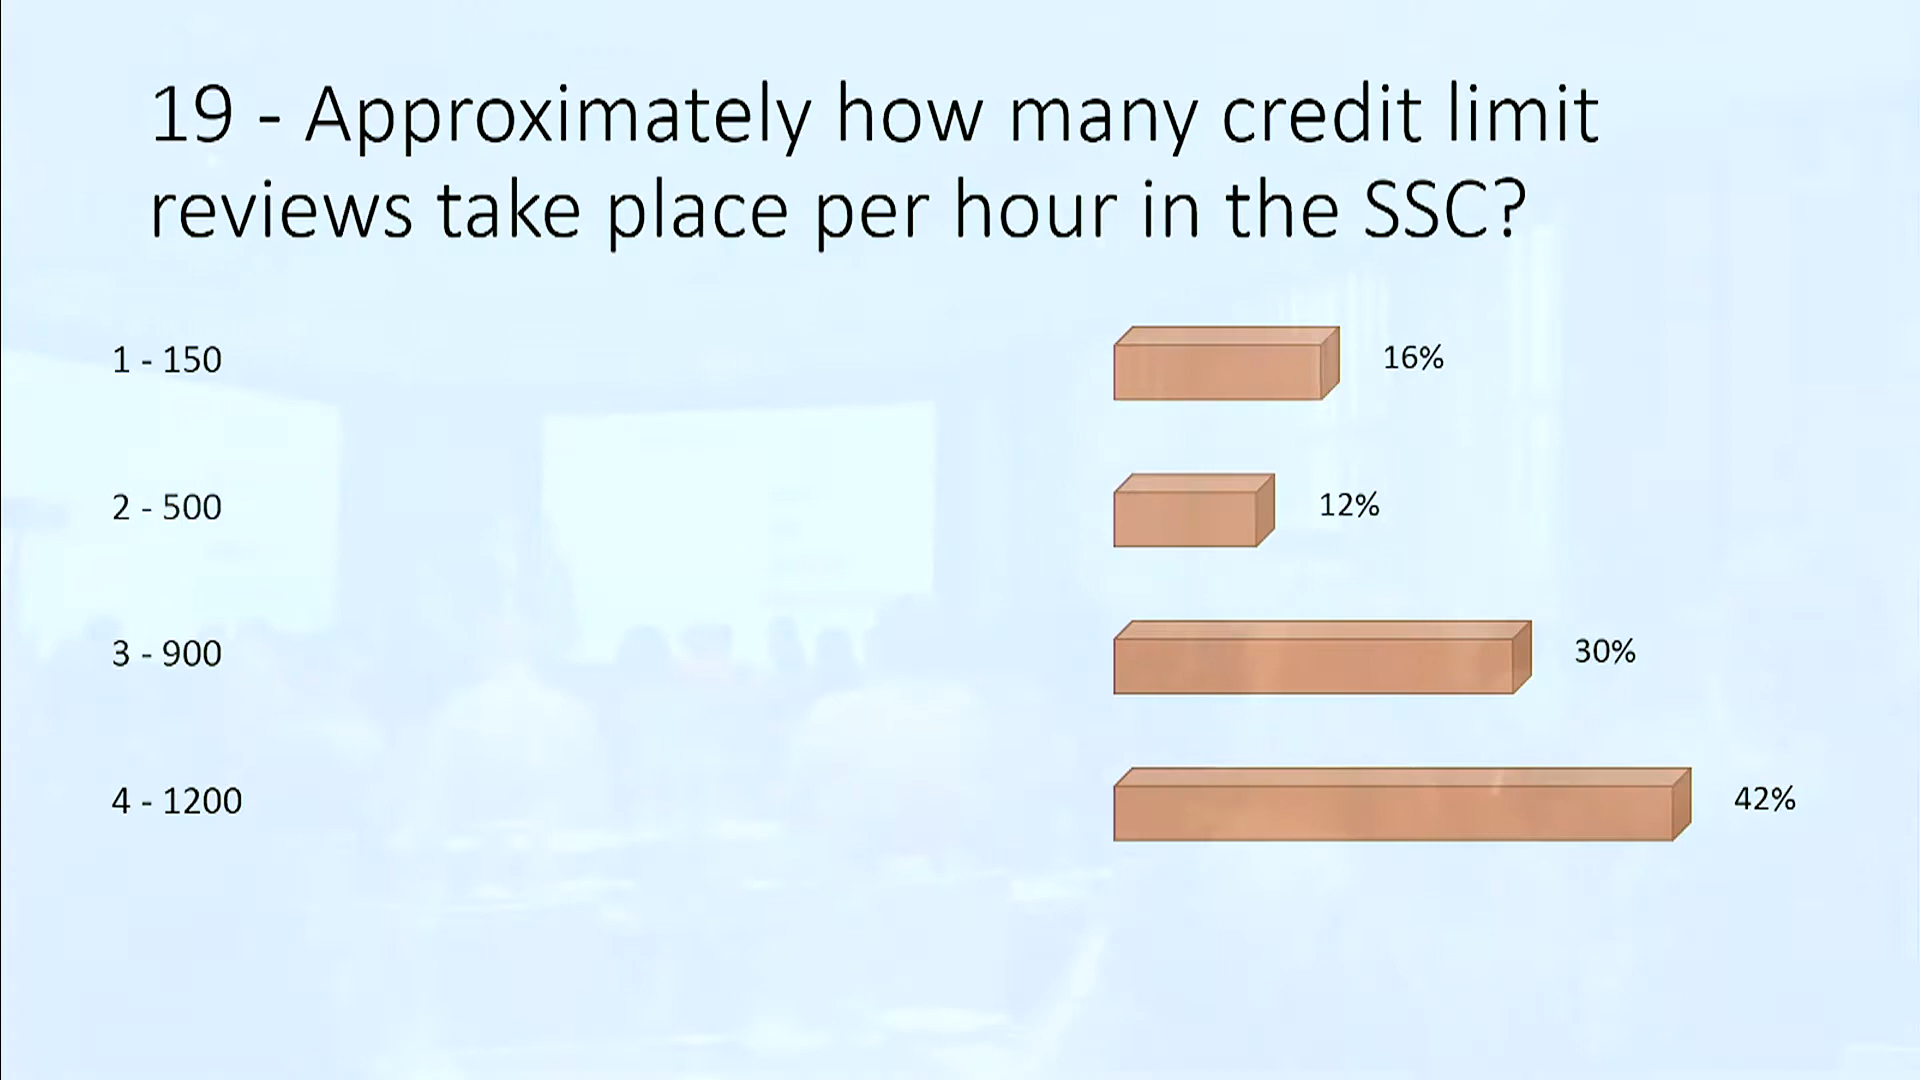 19 - Approximately how many credit limit
reviews take place per hour in the SSC?
1 - 150
16%
2 - 500
12%
3 - 900
30%
4 - 1200
42%